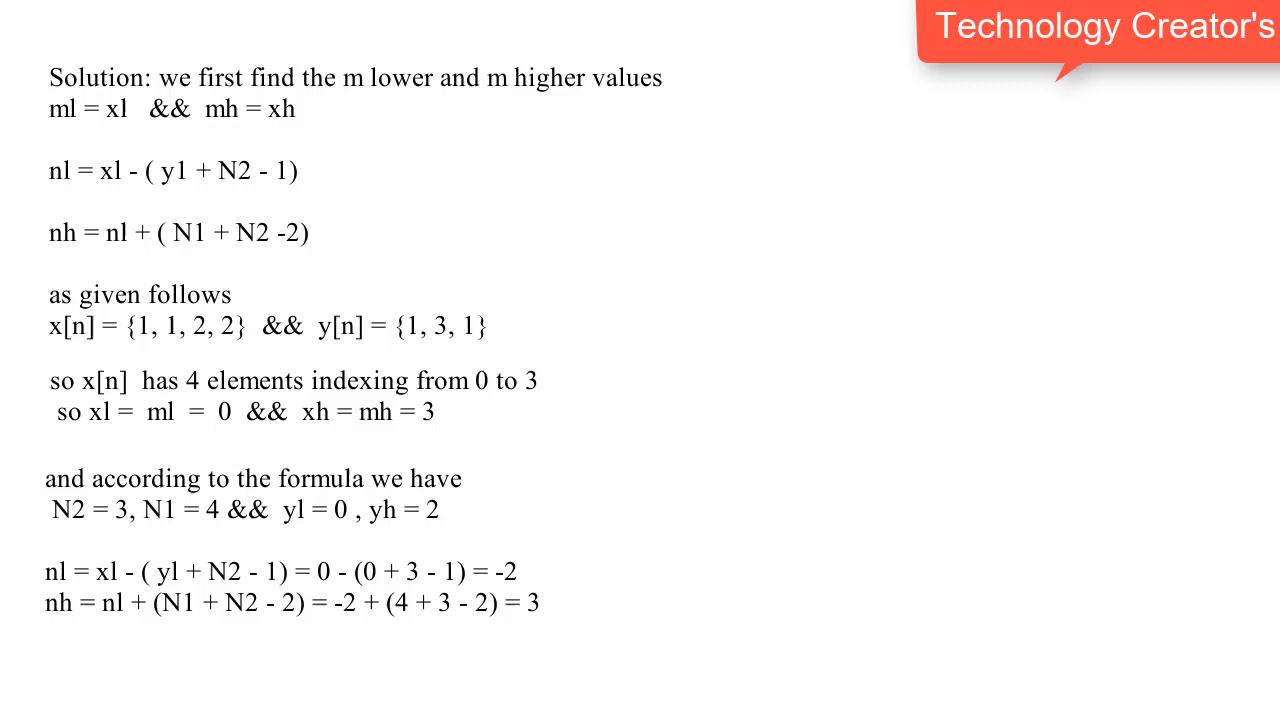 Technology Creator's
Solution: we first find the m lower and m higher values
ml = xl && mh = xh
nl = xl - ( y1 + N2 - 1)
nh = nl + ( N1 + N2 -2)
as given follows
x[n] = {1, 1, 2, 2} && y[n] = {1, 3, 1}
so x[n] has 4 elements indexing from 0 to 3
so xl = ml = 0 && xh = mh = 3
and according to the formula we have
N2 = 3, N1 = 4 && yl = 0 , yh = 2
nl = xl - ( yl + N2 - 1) = 0 - (0 + 3 - 1) = -2
nh = nl + (N1 + N2 - 2) = -2 + (4 + 3 - 2) = 3